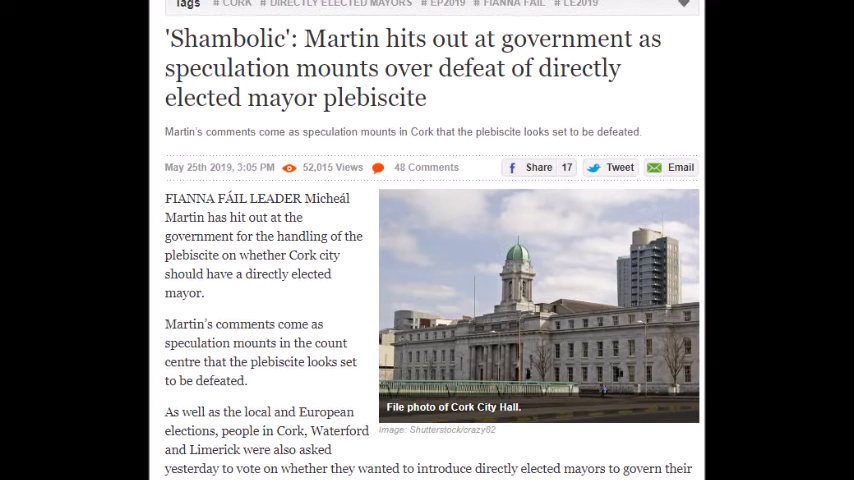 Tags # CORK # DIRECTLY ELECTED MAYORS # EP2019 # FIANNA FÁIL # LE2019
'Shambolic': Martin hits out at government as
speculation mounts over defeat of directly
elected mayor plebiscite
Martin's comments come as speculation mounts in Cork that the plebiscite looks set to be defeated.
May 25th 2019, 3:05 PM 52,015 Views 48 Comments Share 17 Tweet Email
FIANNA FÁIL LEADER Micheál
Martin has hit out at the
government for the handling of the
plebiscite on whether Cork city
should have a directly elected
mayor.
Martin's comments come as
speculation mounts in the count
centre that the plebiscite looks set
to be defeated.
File photo of Cork City Hall.
Image: Shutterstock/crazy82
As well as the local and European
elections, people in Cork, Waterford
and Limerick were also asked
yesterday to vote on whether they wanted to introduce directly elected mayors to govern their